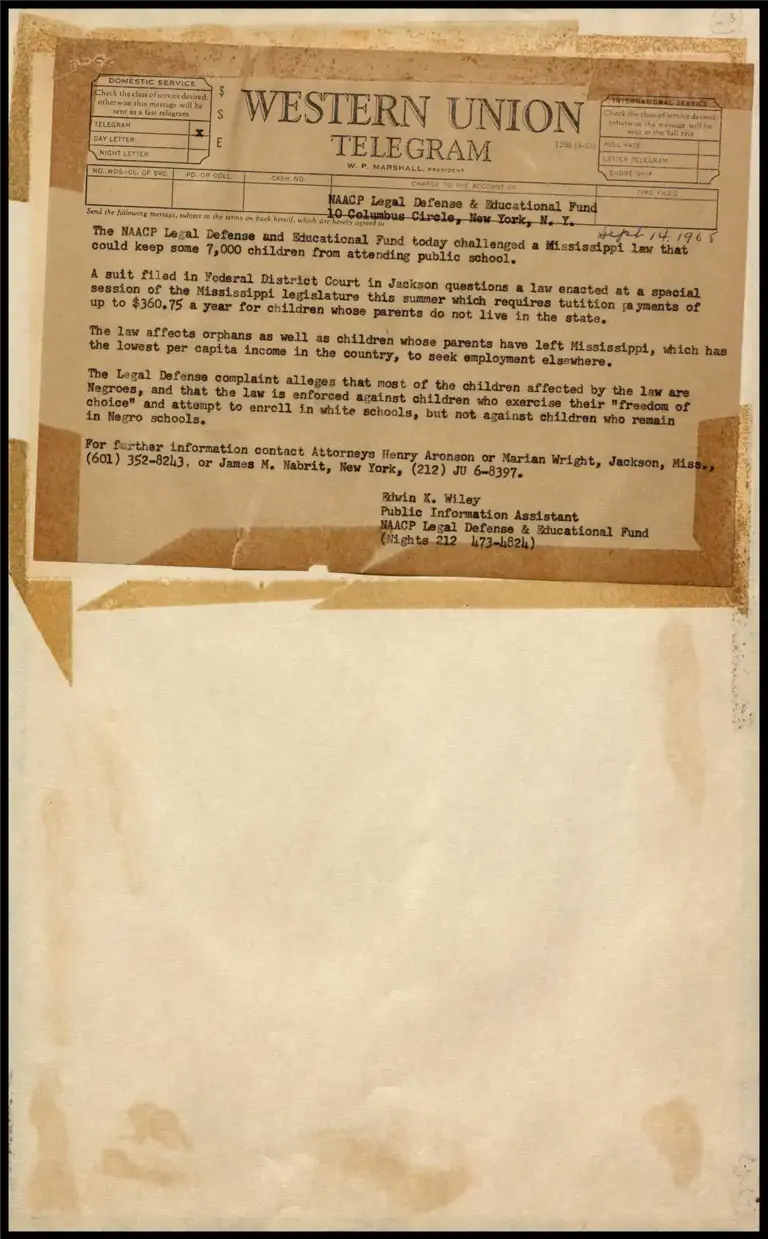 DOMESTIC SERVICE
Check the class of service desired;
otherwise this message will be
sent as a fast telegram
TELEGRAM X
DAY LETTER
NIGHT LETTER
$
S
E
WESTERN UNION
TELEGRAM
W. P. MARSHALL, PRESIDENT
1206 (4-55)
INTERNATIONAL SERVICE
Check the class of service desired;
otherwise the message will be
sent at the full rate
FULL RATE
LETTER TELEGRAM
SHORE SHIP
NO. WDS.-CL. OF SVC. PD. OR COLL. CASH NO. CHARGE TO THE ACCOUNT OF TIME FILED
NAACP Legal Defense & Educational Fund
10 Columbus Circle, New York, N. Y.
Send the following message, subject to the terms on back hereof, which are hereby agreed to
Sept 14, 1965
The NAACP Legal Defense and Educational Fund today challenged a Mississippi law that
could keep some 7,000 children from attending public school.
A suit filed in Federal District Court in Jackson questions a law enacted at a special
session of the Mississippi legislature this summer which requires tutition payments of
up to $360.75 a year for children whose parents do not live in the state.
The law affects orphans as well as children whose parents have left Mississippi, which has
the lowest per capita income in the country, to seek employment elsewhere.
The Legal Defense complaint alleges that most of the children affected by the law are
Negroes, and that the law is enforced against children who exercise their "freedom of
choice" and attempt to enroll in white schools, but not against children who remain
in Negro schools.
For further information contact Attorneys Henry Aronson or Marian Wright, Jackson, Miss.,
(601) 352-8243, or James M. Nabrit, New York, (212) JU 6-8397.
Edwin K. Wiley
Public Information Assistant
NAACP Legal Defense & Educational Fund
(Nights 212 473-4824)